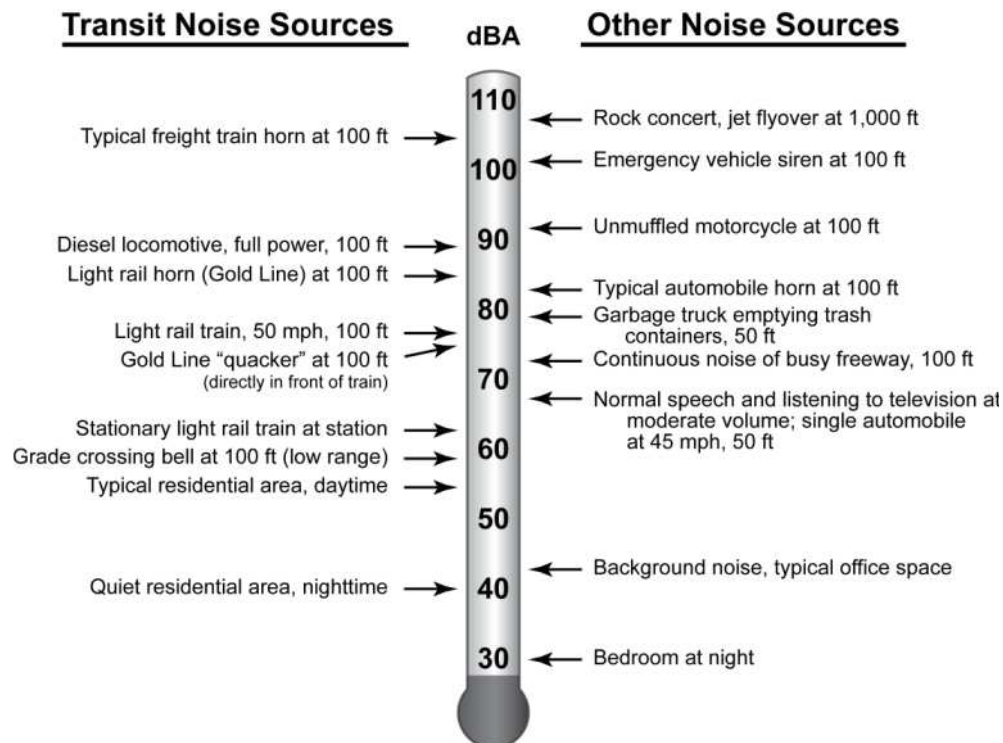 Transit Noise Sources
dBA
Other Noise Sources
110
Rock concert, jet flyover at 1,000 ft
Typical freight train horn at 100 ft
Emergency vehicle siren at 100 ft
100
Unmuffled motorcycle at 100 ft
Diesel locomotive, full power, 100 ft
90
Light rail horn (Gold Line) at 100 ft
Typical automobile horn at 100 ft
80
Garbage truck emptying trash
containers, 50 ft
Light rail train, 50 mph, 100 ft
Gold Line “quacker” at 100 ft
(directly in front of train)
Continuous noise of busy freeway, 100 ft
70
Normal speech and listening to television at
moderate volume; single automobile
at 45 mph, 50 ft
Stationary light rail train at station
60
Grade crossing bell at 100 ft (low range)
Typical residential area, daytime
50
Background noise, typical office space
Quiet residential area, nighttime
40
30
Bedroom at night